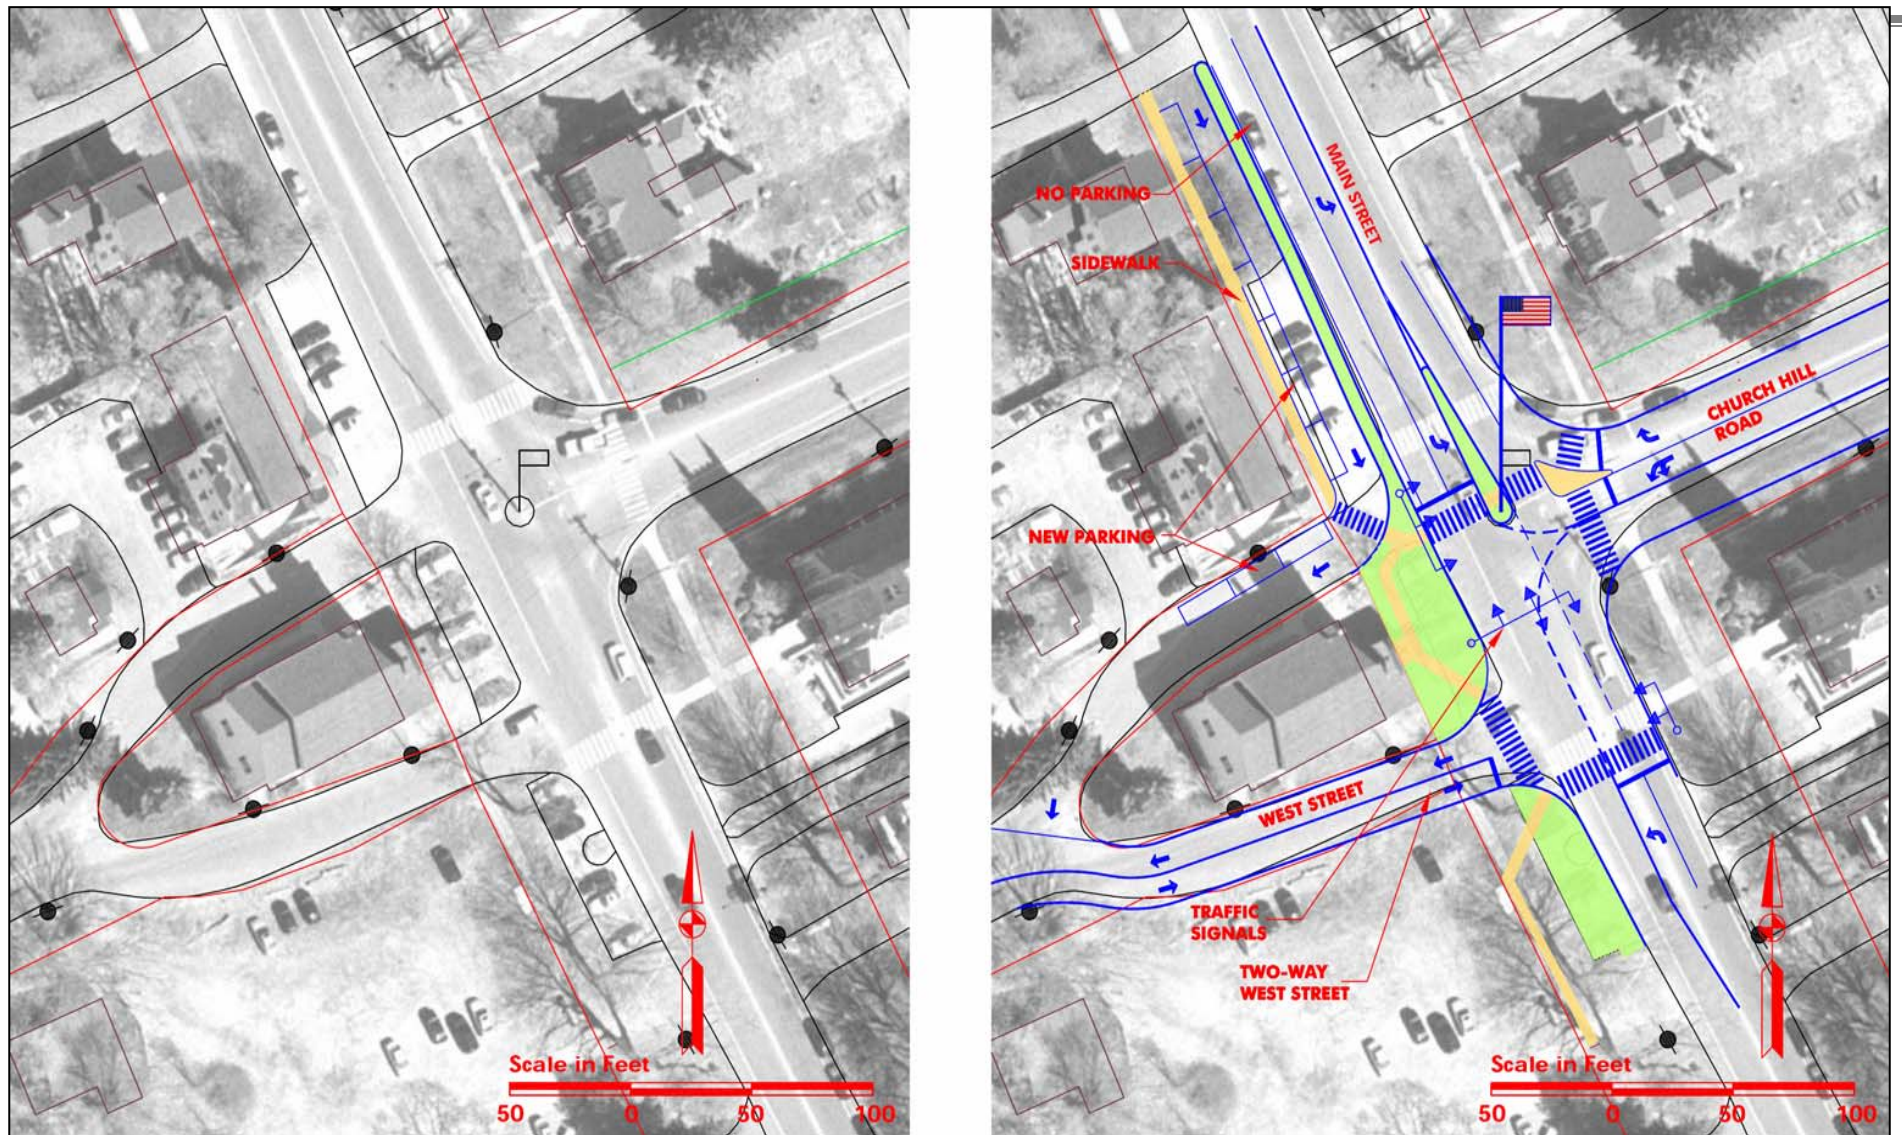 Scale in Feet
50 0 50 100
NO PARKING
MAIN STREET
SIDEWALK
CHURCH HILL
ROAD
NEW PARKING
WEST STREET
TRAFFIC
SIGNALS
TWO-WAY
WEST STREET
Scale in Feet
50 0 50 100